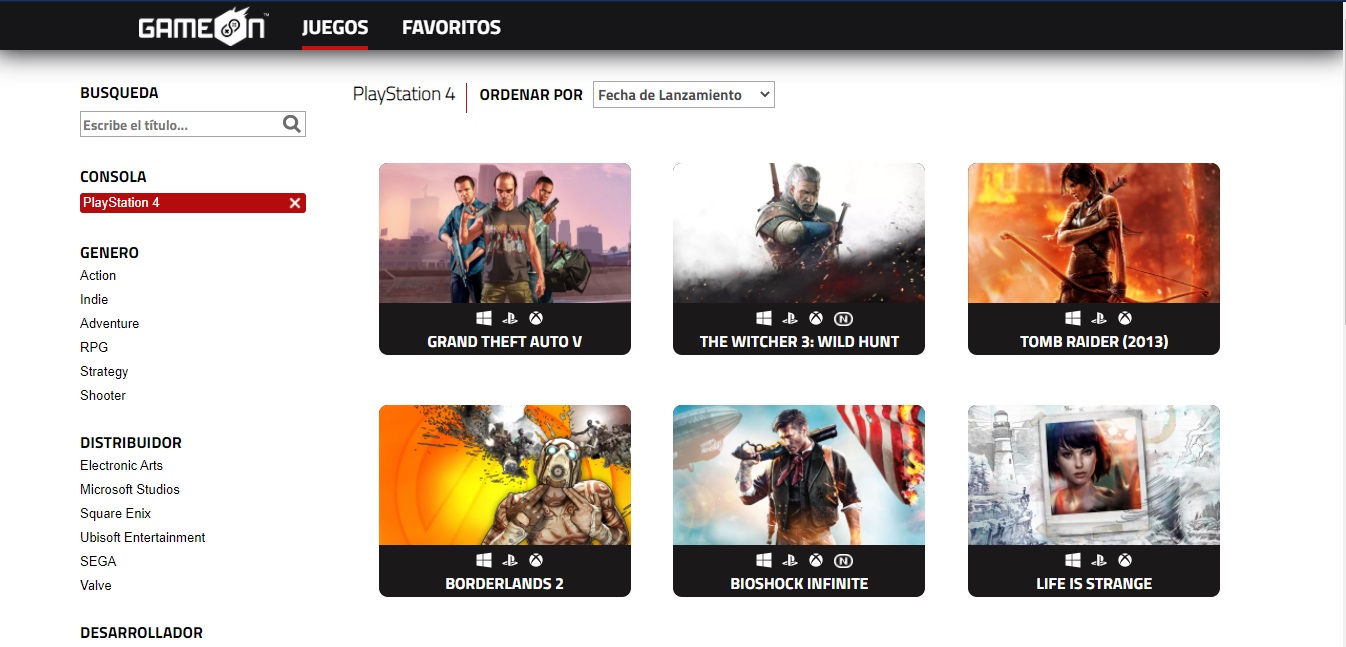 GAMEON™
JUEGOS
FAVORITOS
BUSQUEDA
Escribe el título...
CONSOLA
PlayStation 4
GENERO
Action
Indie
Adventure
RPG
Strategy
Shooter
DISTRIBUIDOR
Electronic Arts
Microsoft Studios
Square Enix
Ubisoft Entertainment
SEGA
Valve
DESARROLLADOR
PlayStation 4
ORDENAR POR
Fecha de Lanzamiento
GRAND THEFT AUTO V
N
THE WITCHER 3: WILD HUNT
TOMB RAIDER (2013)
BORDERLANDS 2
N
BIOSHOCK INFINITE
LIFE IS STRANGE